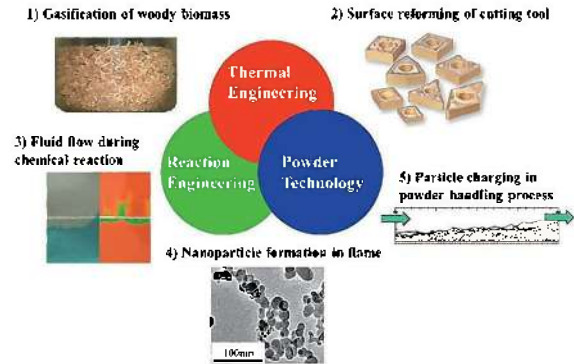 1) Gasification of woody biomass
2) Surface reforming of cutting tool
Thermal
Engineering
3) Fluid flow during
chemical reaction
Reaction
Engineering
Powder
Technology
5) Particle charging in
powder handling process
4) Nanoparticle formation in flame
100nm